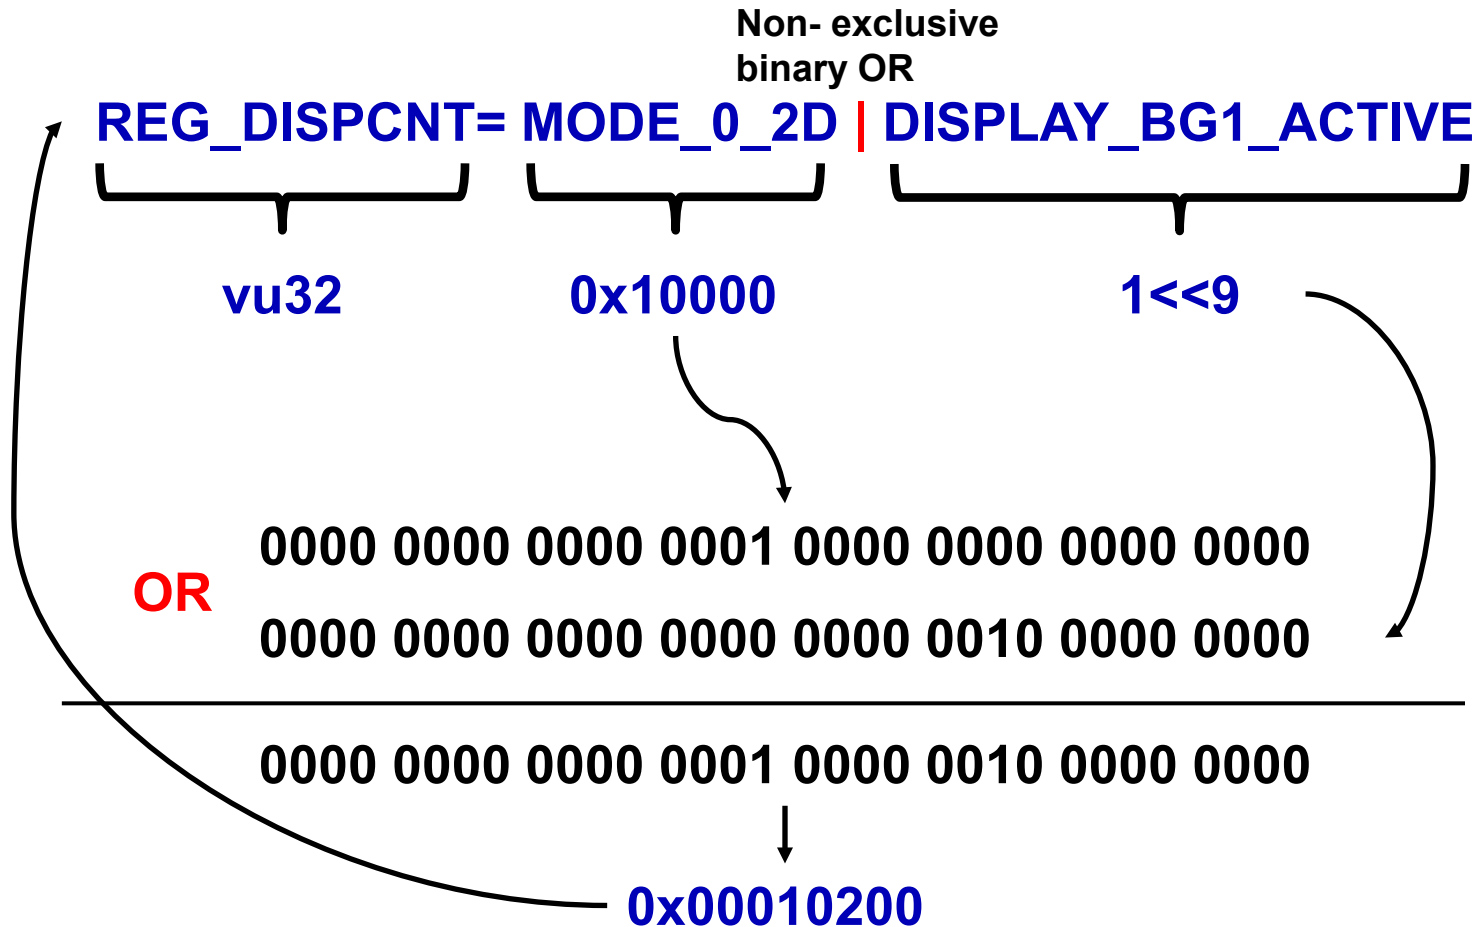 Non- exclusive
binary OR
REG_DISPCNT= MODE_0_2D | DISPLAY_BG1_ACTIVE
vu32 0x10000 1<<9
0000 0000 0000 0001 0000 0000 0000 0000
OR
0000 0000 0000 0000 0000 0010 0000 0000
0000 0000 0000 0001 0000 0010 0000 0000
0x00010200